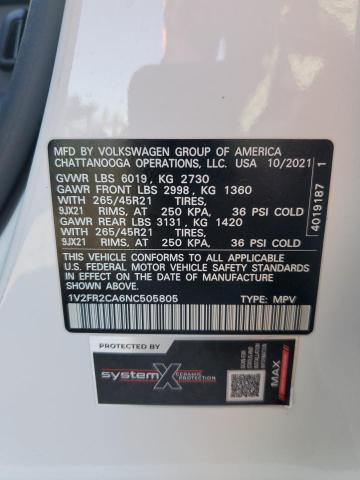 MFD BY VOLKSWAGEN GROUP OF AMERICA
CHATTANOOGA OPERATIONS, LLC. USA 10/2021
GVWR LBS 6019, KG 2730
GAWR FRONT LBS 2998, KG 1360
WITH 265/45R21 TIRES,
9JX21 RIMS, AT 250 KPA, 36 PSI COLD
GAWR REAR LBS 3131, KG 1420
WITH 265/45R21 TIRES,
9JX21 RIMS, AT 250 KPA, 36 PSI COLD
THIS VEHICLE CONFORMS TO ALL APPLICABLE
U.S. FEDERAL MOTOR VEHICLE SAFETY STANDARDS
IN EFFECT ON THE DATE OF MANUFACTURE
SHOWN ABOVE.
1V2FR2CA6NC505805 TYPE: MPV
4019187 1
PROTECTED BY
systemX
CERAMIC
PROTECTION
MAX